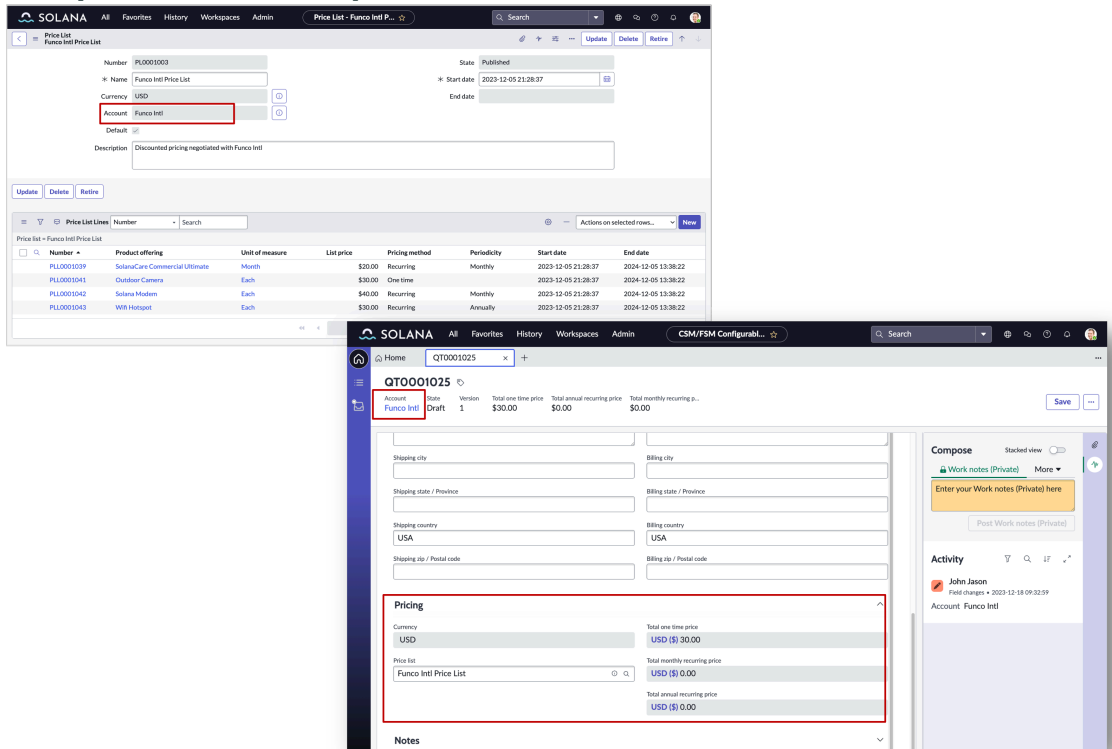 SOLANA All Favorites History Workspaces Admin Price List - Funco Intl P... Search
Price List
Funco Intl Price List
Update Delete Retire
Number PL0001003 State Published
* Name Funco Intl Price List * Start date 2023-12-05 21:28:37
Currency USD End date
Account Funco Intl
Default
Description Discounted pricing negotiated with Funco Intl
Update Delete Retire
Price List Lines Number Search Actions on selected rows... New
Price list = Funco Intl Price List
Number Product offering Unit of measure List price Pricing method Periodicity Start date End date
PLL0001039 SolanaCare Commercial Ultimate Month $20.00 Recurring Monthly 2023-12-05 21:28:37 2024-12-05 13:38:22
PLL0001041 Outdoor Camera Each $30.00 One time 2023-12-05 21:28:37 2024-12-05 13:38:22
PLL0001042 Solana Modem Each $40.00 Recurring Monthly 2023-12-05 21:28:37 2024-12-05 13:38:22
PLL0001043 Wifi Hotspot Each $30.00 Recurring Annually 2023-12-05 21:28:37 2024-12-05 13:38:22
SOLANA All Favorites History Workspaces Admin CSM/FSM Configurabl... Search
Home QT0001025 × +
QT0001025
Account State Version Total one time price Total annual recurring price Total monthly recurring p...
Funco Intl Draft 1 $30.00 $0.00 $0.00
Save
Shipping city Billing city
Shipping state / Province Billing state / Province
Shipping country Billing country
USA USA
Shipping zip / Postal code Billing zip / Postal code
Pricing
Currency Total one time price
USD USD ($) 30.00
Price list Total monthly recurring price
Funco Intl Price List USD ($) 0.00
Total annual recurring price
USD ($) 0.00
Notes
Compose Stacked view
Work notes (Private) More
Enter your Work notes (Private) here
Post Work notes (Private)
Activity
John Jason
Field changes • 2023-12-18 09:32:59
Account Funco Intl